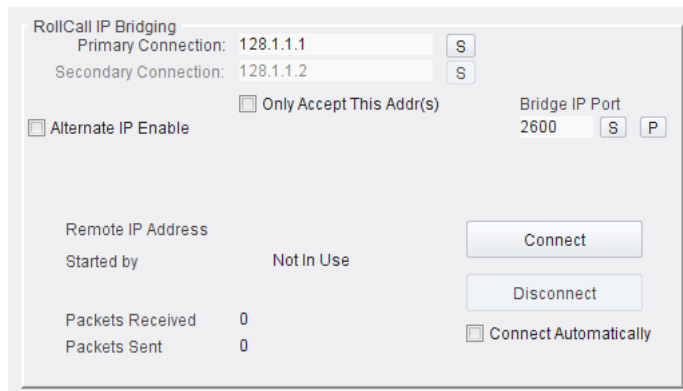 RollCall IP Bridging
Primary Connection: 128.1.1.1 S
Secondary Connection: 128.1.1.2 S
Only Accept This Addr(s)
Bridge IP Port
Alternate IP Enable
2600 S P
Remote IP Address
Connect
Started by Not In Use
Disconnect
Packets Received 0
Connect Automatically
Packets Sent 0